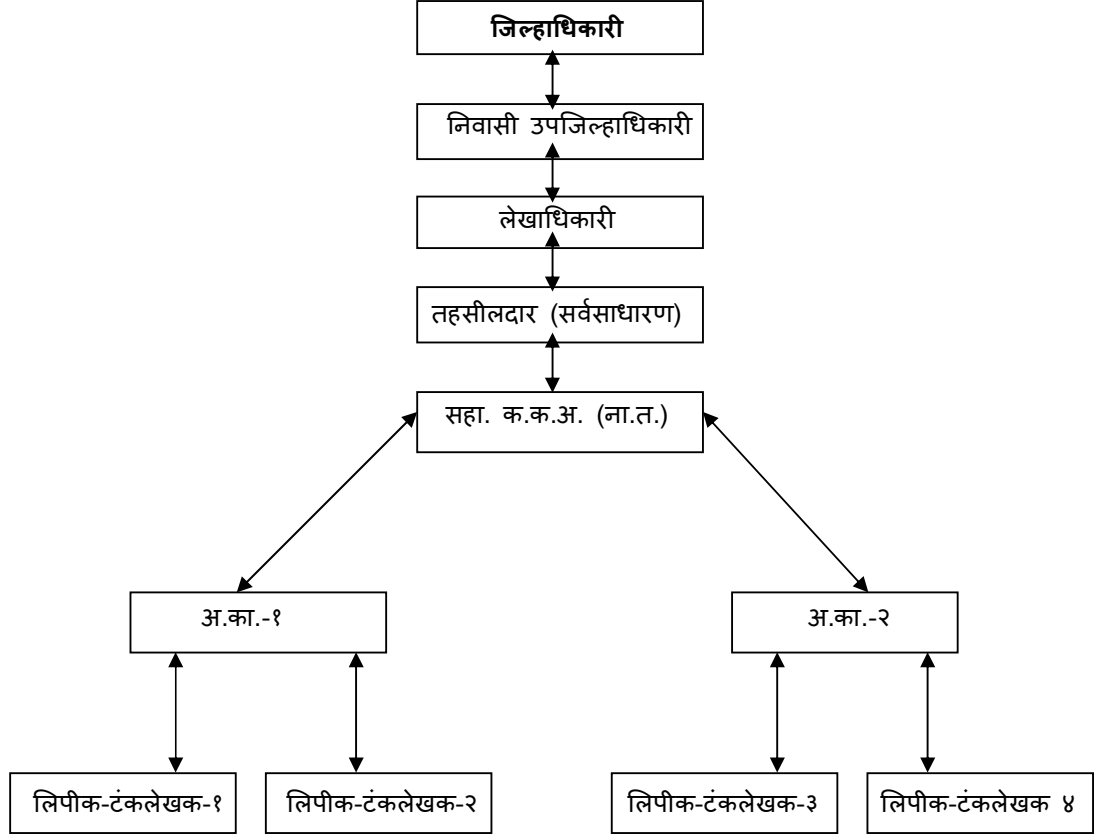 जिल्हाधिकारी
निवासी उपजिल्हाधिकारी
लेखाधिकारी
तहसीलदार (सर्वसाधारण)
सहा. क.क.अ. (ना.त.)
अ.का.-१
अ.का.-२
लिपीक-टंकलेखक-१
लिपीक-टंकलेखक-२
लिपीक-टंकलेखक-३
लिपीक-टंकलेखक ४